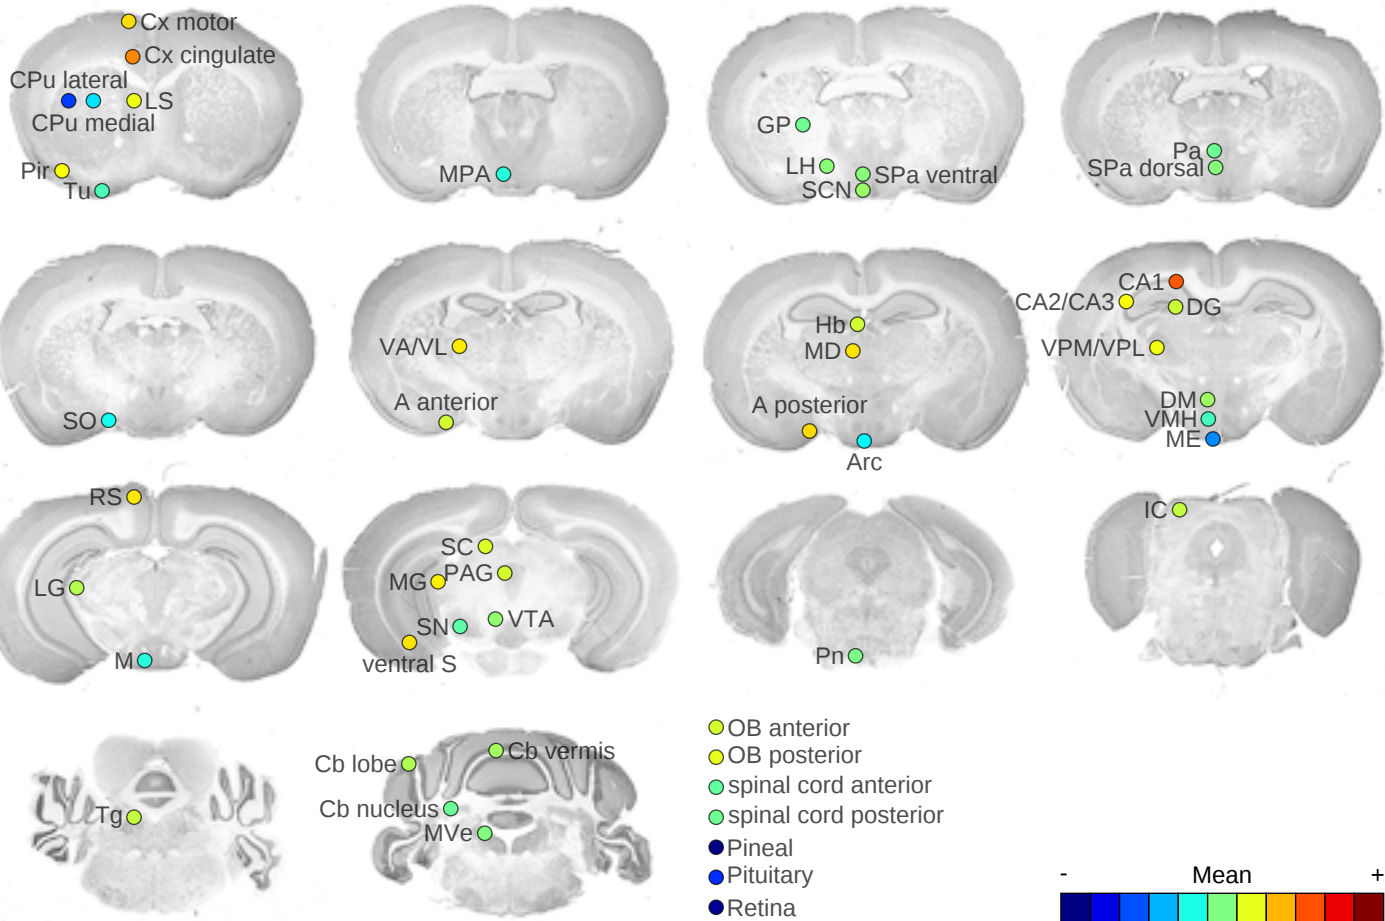 Cx motor
Cx cingulate
CPu lateral
LS
CPu medial
Pir
Tu
MPA
GP
LH
SPa ventral
SCN
Pa
SPa dorsal
SO
VA/VL
A anterior
Hb
MD
A posterior
Arc
CA1
CA2/CA3
DG
VPM/VPL
DM
VMH
ME
RS
LG
M
SC
MG
PAG
SN
VTA
ventral S
Pn
IC
Tg
Cb lobe
Cb vermis
Cb nucleus
MVe
OB anterior
OB posterior
spinal cord anterior
spinal cord posterior
Pineal
Pituitary
Retina
- Mean +